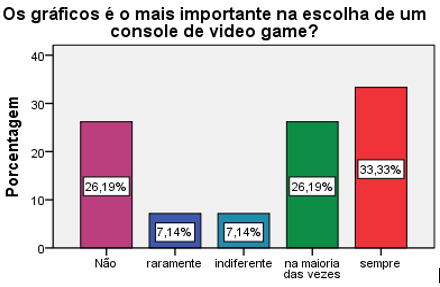 Os gráficos é o mais importante na escolha de um
console de video game?
Porcentagem
40
30
20
10
0
26,19%
7,14%
7,14%
26,19%
33,33%
Não
raramente
indiferente
na maioria
das vezes
sempre